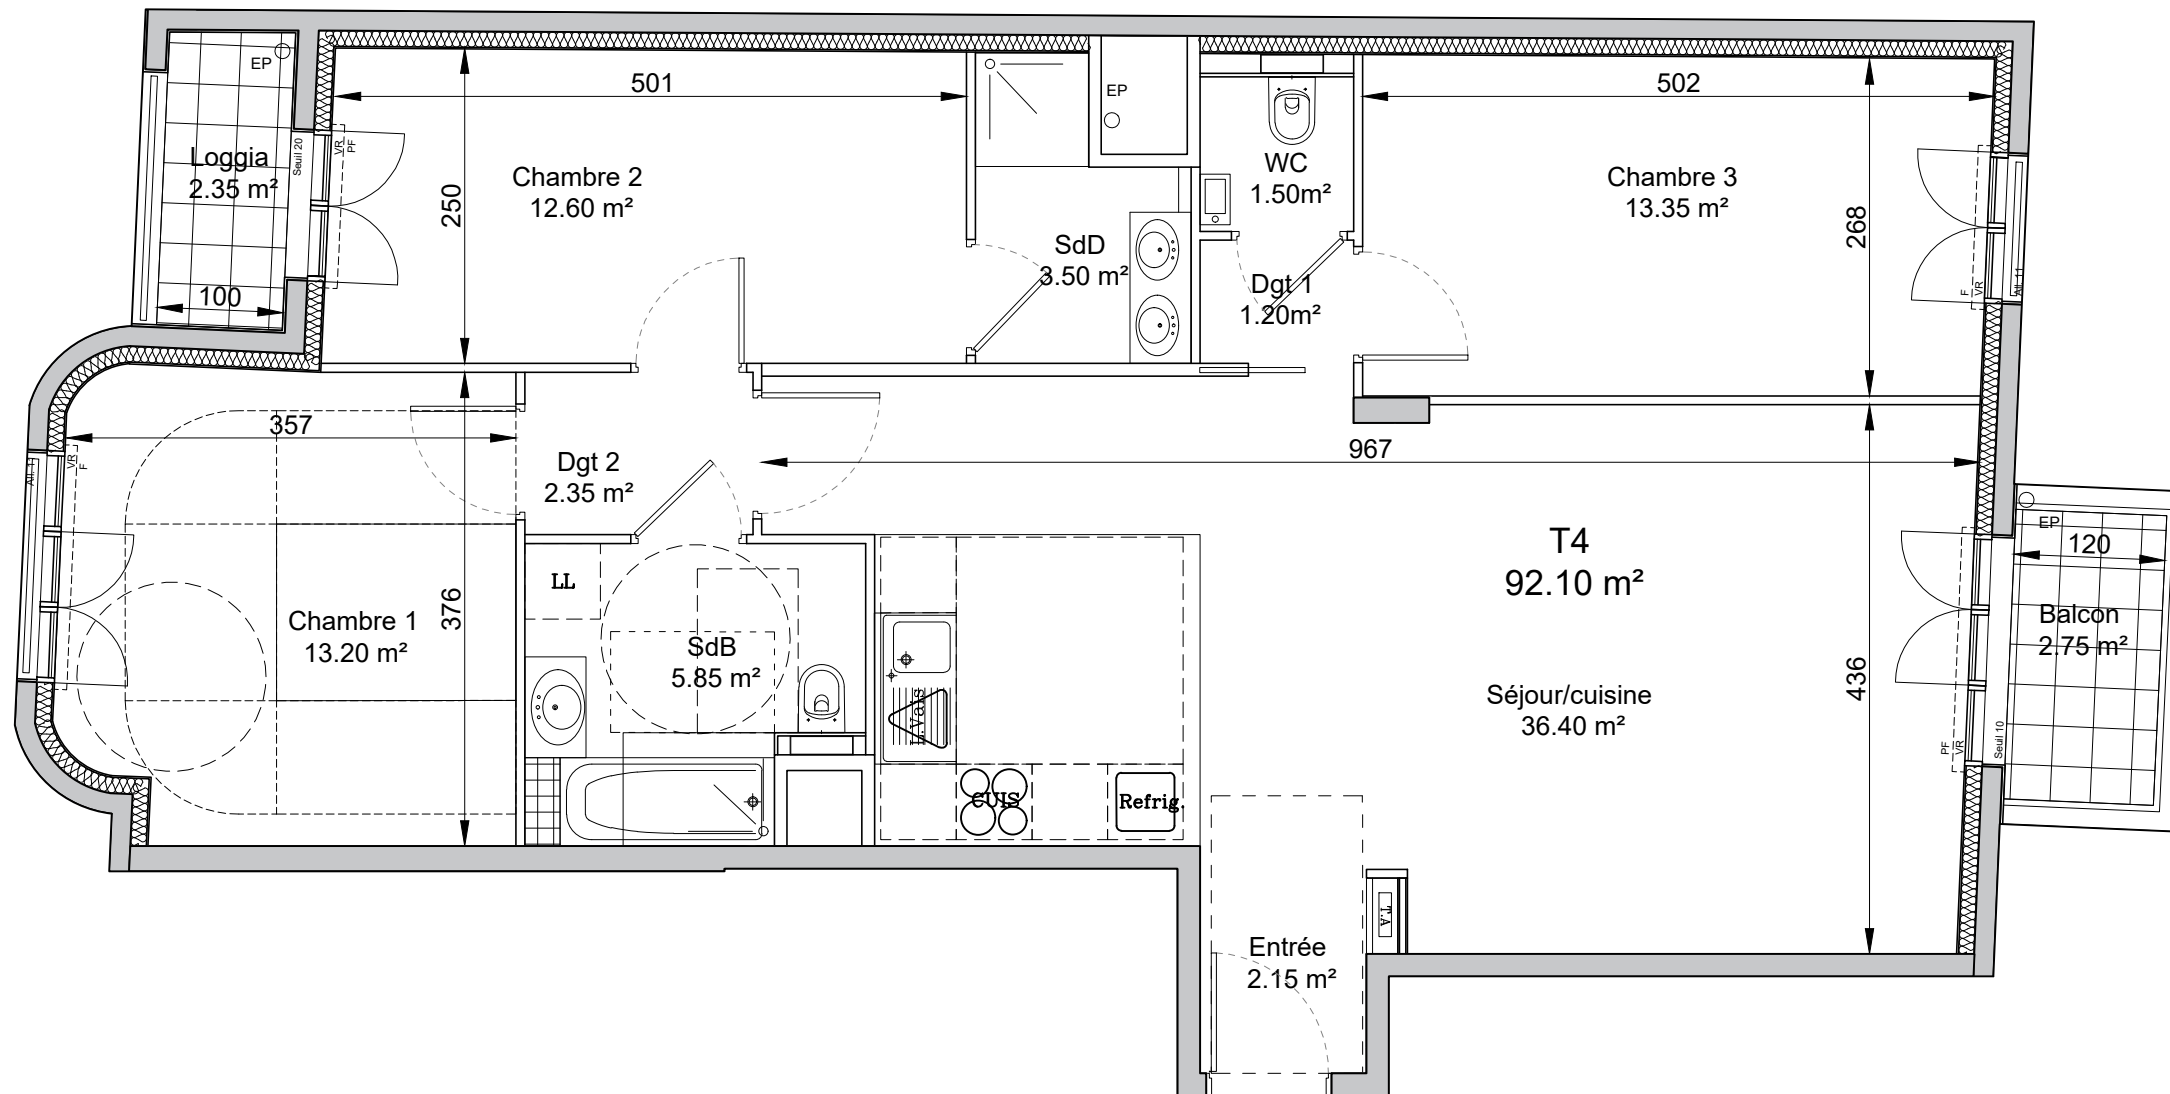 EP
Loggia
2.35 m²
100
Seuil 20
VR
PF
501
250
Chambre 2
12.60 m²
EP
SdD
3.50 m²
WC
1.50m²
Dgt 1
1.20m²
502
Chambre 3
13.35 m²
268
F
VR
All.11
357
All.11
VR
F
Chambre 1
13.20 m²
376
Dgt 2
2.35 m²
967
LL
SdB
5.85 m²
L.Vais
CUIS
Refrig.
T4
92.10 m²
Séjour/cuisine
36.40 m²
436
PF
VR
Seuil 10
EP
120
Balcon
2.75 m²
T.A
Entrée
2.15 m²